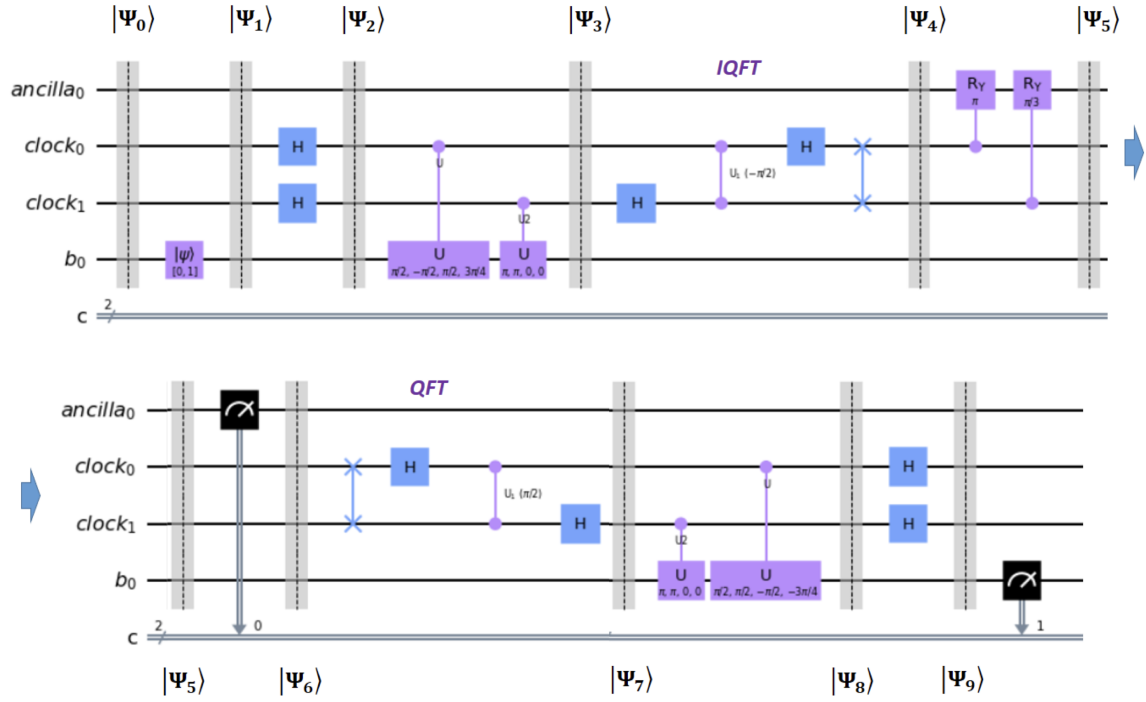 |Ψ₀⟩ |Ψ₁⟩ |Ψ₂⟩ |Ψ₃⟩ |Ψ₄⟩ |Ψ₅⟩
IQFT
ancilla₀ R_Y π R_Y π/3
clock₀ H U H
U₁ (−π/2)
clock₁ H H U2
b₀ |ψ⟩ [0, 1] U π/2, −π/2, π/2, 3π/4 U π, π, 0, 0
c 2
QFT
ancilla₀
clock₀ H U H
U₁ (π/2)
clock₁ H U2 H
b₀ U π, π, 0, 0 U π/2, π/2, −π/2, −3π/4
c 2 0 1
|Ψ₅⟩ |Ψ₆⟩ |Ψ₇⟩ |Ψ₈⟩ |Ψ₉⟩